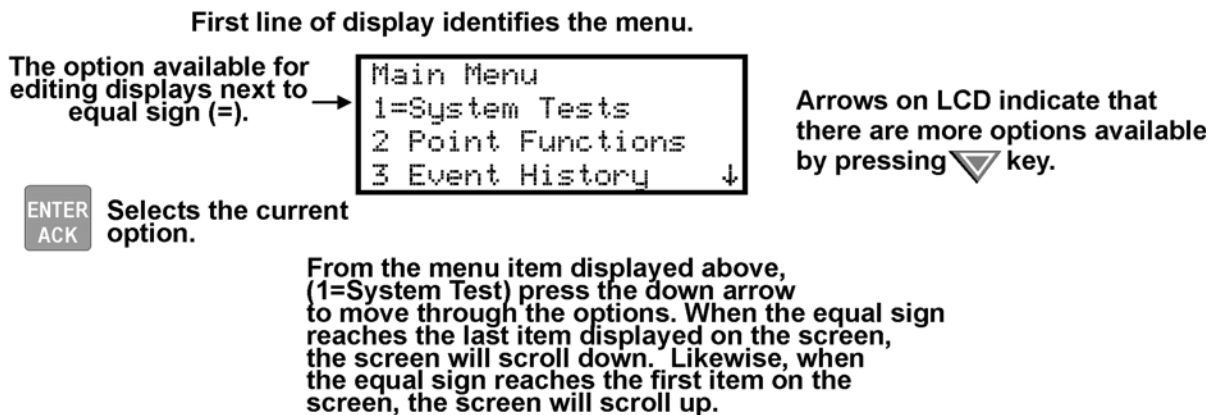 First line of display identifies the menu.
The option available for
editing displays next to
equal sign (=).
Main Menu
1=System Tests
2 Point Functions
3 Event History ↓
Arrows on LCD indicate that
there are more options available
by pressing key.
ENTER
ACK
Selects the current
option.
From the menu item displayed above,
(1=System Test) press the down arrow
to move through the options. When the equal sign
reaches the last item displayed on the screen,
the screen will scroll down. Likewise, when
the equal sign reaches the first item on the
screen, the screen will scroll up.